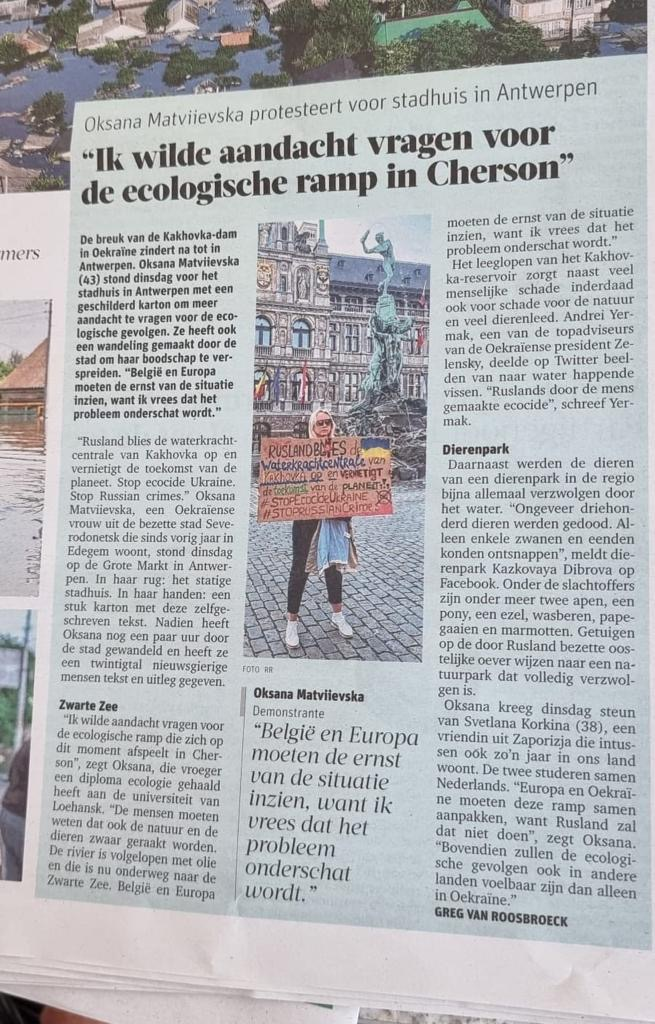 Oksana Matviievska protesteert voor stadhuis in Antwerpen
“Ik wilde aandacht vragen voor
de ecologische ramp in Cherson”
mers
De breuk van de Kakhovka-dam
in Oekraïne zindert na tot in
Antwerpen. Oksana Matviievska
(43) stond dinsdag voor het
stadhuis in Antwerpen met een
geschilderd karton om meer
aandacht te vragen voor de eco-
logische gevolgen. Ze heeft ook
een wandeling gemaakt door de
stad om haar boodschap te ver-
spreiden. “België en Europa
moeten de ernst van de situatie
inzien, want ik vrees dat het
probleem onderschat wordt.”
“Rusland blies de waterkracht-
centrale van Kakhovka op en
vernietigt de toekomst van de
planeet. Stop ecocide Ukraine.
Stop Russian crimes.” Oksana
Matviievska, een Oekraïense
vrouw uit de bezette stad Seve-
rodonetsk die sinds vorig jaar in
Edegem woont, stond dinsdag
op de Grote Markt in Antwer-
pen. In haar rug: het statige
stadhuis. In haar handen: een
stuk karton met deze zelfge-
schreven tekst. Nadien heeft
Oksana nog een paar uur door
de stad gewandeld en heeft ze
een twintigtal nieuwsgierige
mensen tekst en uitleg gegeven.
Zwarte Zee
“Ik wilde aandacht vragen voor
de ecologische ramp die zich op
dit moment afspeelt in Cher-
son”, zegt Oksana, die vroeger
een diploma ecologie gehaald
heeft aan de universiteit van
Loehansk. “De mensen moeten
weten dat ook de natuur en de
dieren zwaar geraakt worden.
De rivier is volgelopen met olie
en die is nu onderweg naar de
Zwarte Zee. België en Europa
RUSLAND BLIES de
Waterkrachtcentrale van
Kakhovka op en VERNIETIGT
de toekomst van de PLANEET!
#STOPECOCIDEUKRAINE
#STOPRUSSIANCRIMES
FOTO RR
Oksana Matviievska
Demonstrante
“België en Europa
moeten de ernst
van de situatie
inzien, want ik
vrees dat het
probleem
onderschat
wordt.”
moeten de ernst van de situatie
inzien, want ik vrees dat het
probleem onderschat wordt.”
Het leeglopen van het Kakhov-
ka-reservoir zorgt naast veel
menselijke schade inderdaad
ook voor schade voor de natuur
en veel dierenleed. Andrei Yer-
mak, een van de topadviseurs
van de Oekraïense president Ze-
lensky, deelde op Twitter beel-
den van naar water happende
vissen. “Ruslands door de mens
gemaakte ecocide”, schreef Yer-
mak.
Dierenpark
Daarnaast werden de dieren
van een dierenpark in de regio
bijna allemaal verzwolgen door
het water. “Ongeveer driehon-
derd dieren werden gedood. Al-
leen enkele zwanen en eenden
konden ontsnappen”, meldt die-
renpark Kazkovaya Dibrova op
Facebook. Onder de slachtoffers
zijn onder meer twee apen, een
pony, een ezel, wasberen, pape-
gaaien en marmotten. Getuigen
op de door Rusland bezette oos-
telijke oever wijzen naar een na-
tuurpark dat volledig verzwol-
gen is.
Oksana kreeg dinsdag steun
van Svetlana Korkina (38), een
vriendin uit Zaporizja die intus-
sen ook zo’n jaar in ons land
woont. De twee studeren samen
Nederlands. “Europa en Oekraï-
ne moeten deze ramp samen
aanpakken, want Rusland zal
dat niet doen”, zegt Oksana.
“Bovendien zullen de ecologi-
sche gevolgen ook in andere
landen voelbaar zijn dan alleen
in Oekraïne.”
GREG VAN ROOSBROECK